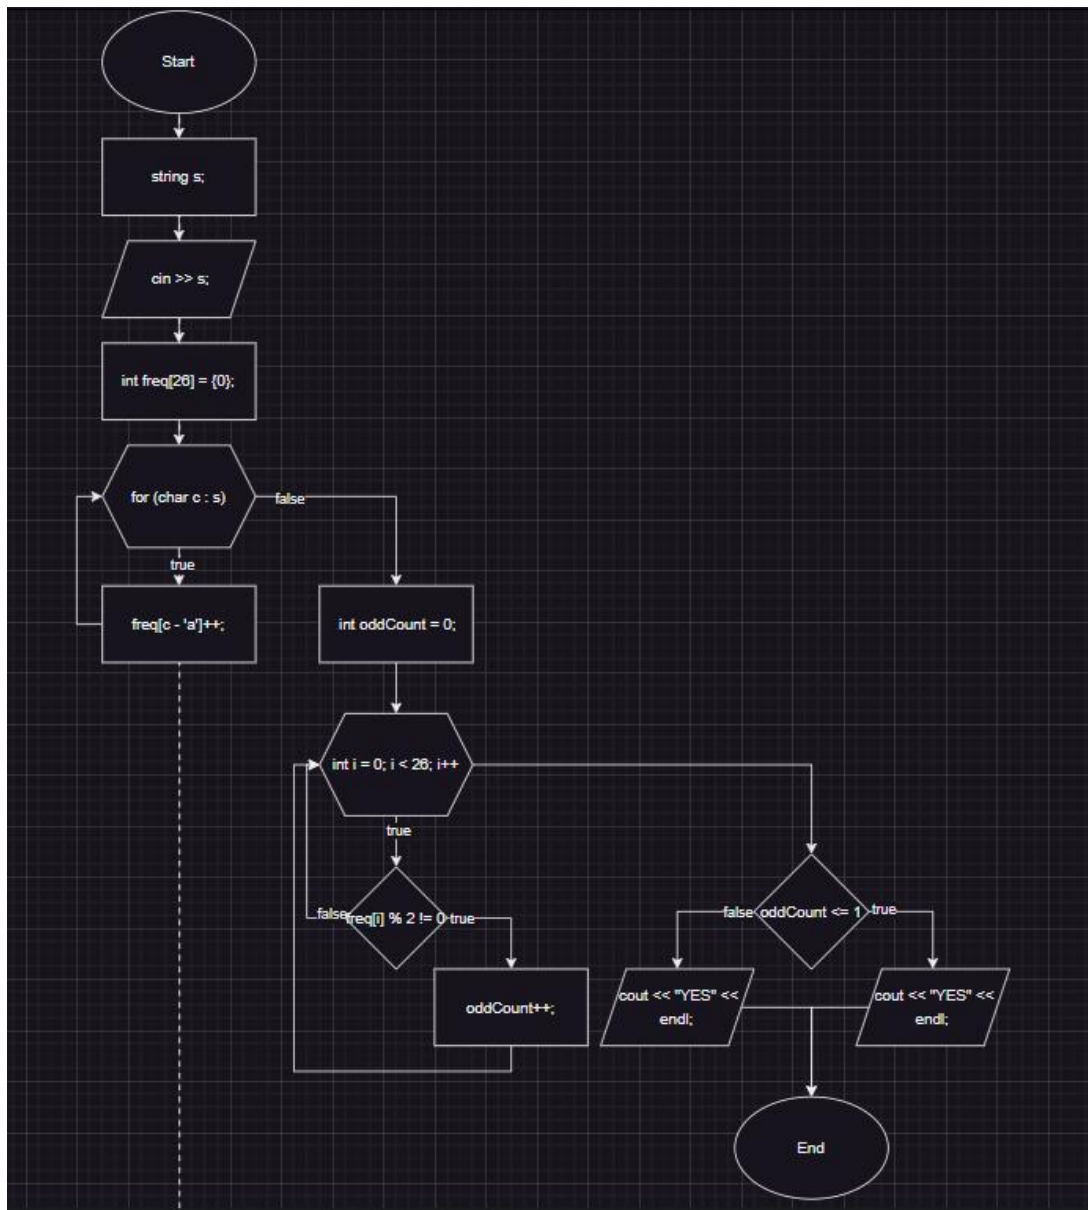 Start
string s;
cin >> s;
int freq[26] = {0};
for (char c : s)
false
true
freq[c - 'a']++;
int oddCount = 0;
int i = 0; i < 26; i++
true
false
freq[i] % 2 != 0
true
oddCount++;
false
oddCount <= 1
true
cout << "YES" <<
endl;
cout << "YES" <<
endl;
End